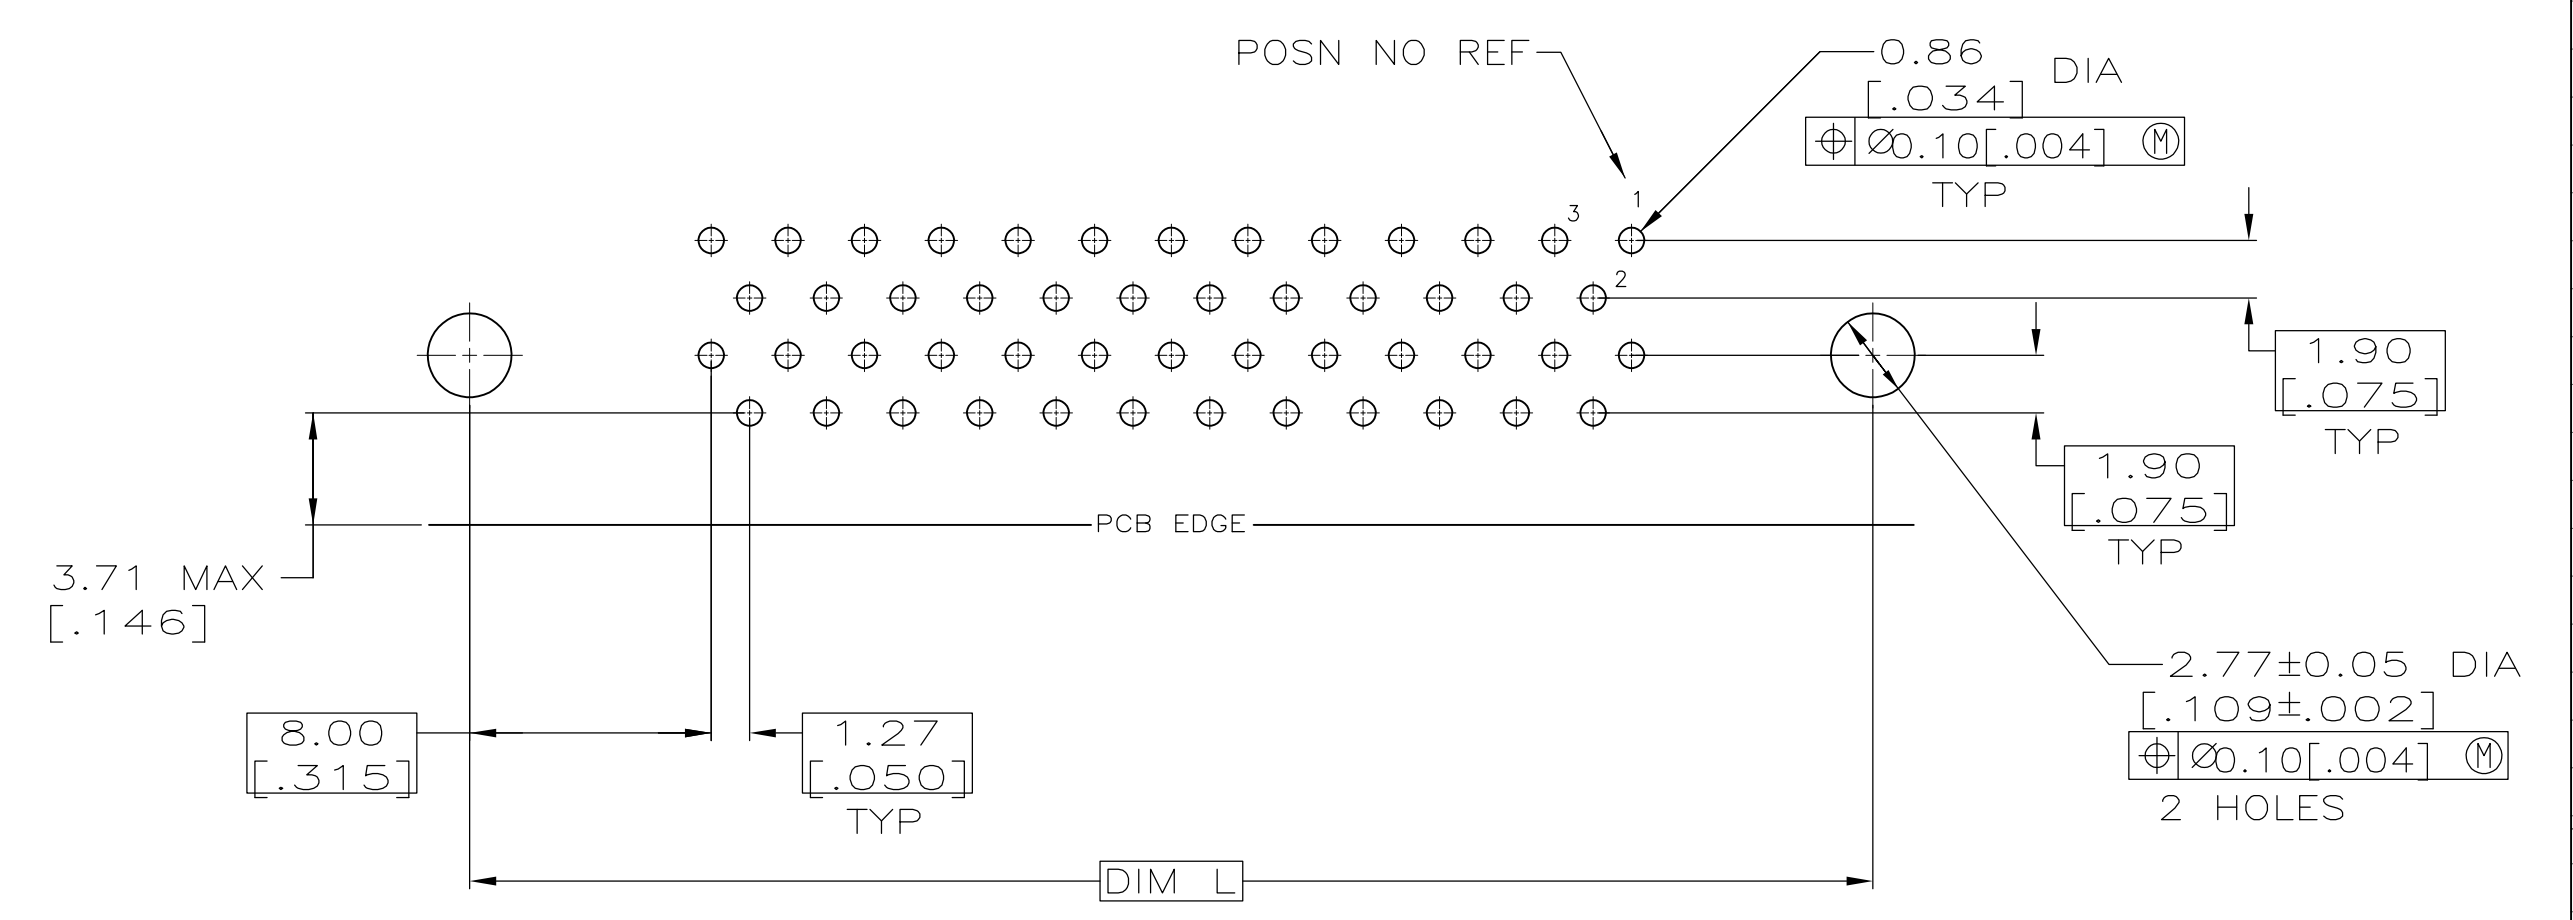 POSN NO REF
0.86
[.034]
DIA
⌖ ⌀0.10[.004] Ⓜ
TYP
1
3
2
1.90
[.075]
TYP
1.90
[.075]
TYP
PCB EDGE
3.71 MAX
[.146]
2.77±0.05 DIA
[.109±.002]
⌖ ⌀0.10[.004] Ⓜ
2 HOLES
8.00
[.315]
1.27
[.050]
TYP
DIM L